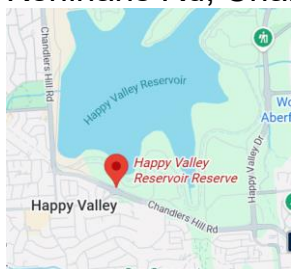 Chandlers Hill Rd
Happy Valley Reservoir
Happy Valley
Reservoir Reserve
Happy Valley Dr
Happy Valley
Chandlers Hill Rd